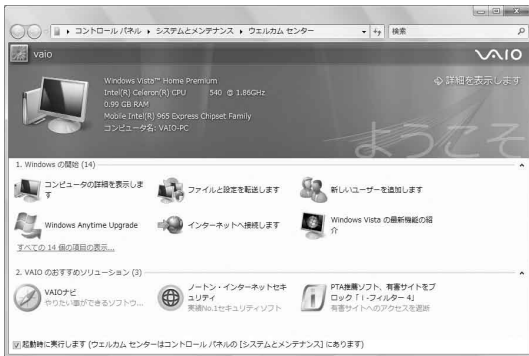 コントロール パネル ▸ システムとメンテナンス ▸ ウェルカム センター
検索
vaio
VAIO
Windows Vista™ Home Premium
詳細を表示します
Intel(R) Celeron(R) CPU 540 @ 1.86GHz
0.99 GB RAM
Mobile Intel(R) 965 Express Chipset Family
コンピュータ名: VAIO-PC
ようこそ
1. Windows の開始 (14)
コンピュータの詳細を表示しま
す
ファイルと設定を転送します
新しいユーザーを追加します
Windows Anytime Upgrade
インターネットへ接続します
Windows Vista の最新機能の紹
介
すべての 14 個の項目の表示...
2. VAIO のおすすめソリューション (3)
VAIOナビ
やりたい事ができるソフトウ...
ノートン・インターネットセキ
ュリティ
実績No.1セキュリティソフト
PTA推薦ソフト、有害サイトをブ
ロック「i -フィルター 4」
有害サイトへのアクセスを遮断
起動時に実行します (ウェルカム センターはコントロール パネルの [システムとメンテナンス] にあります)